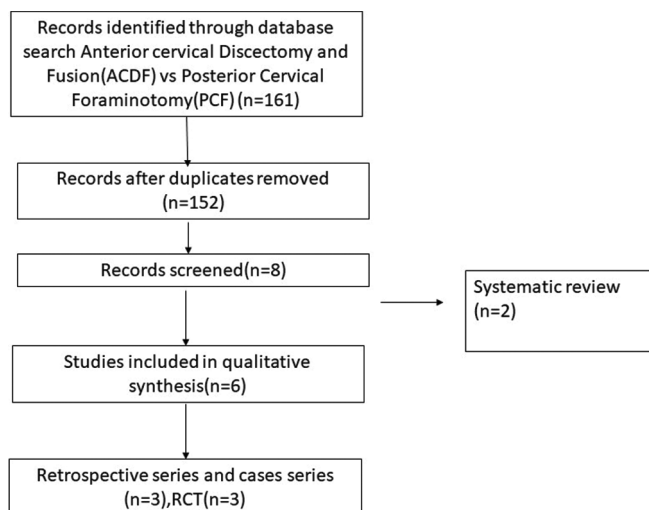 Records identified through database
search Anterior cervical Discectomy and
Fusion(ACDF) vs Posterior Cervical
Foraminotomy(PCF) (n=161)
Records after duplicates removed
(n=152)
Records screened(n=8)
Systematic review
(n=2)
Studies included in qualitative
synthesis(n=6)
Retrospective series and cases series
(n=3),RCT(n=3)